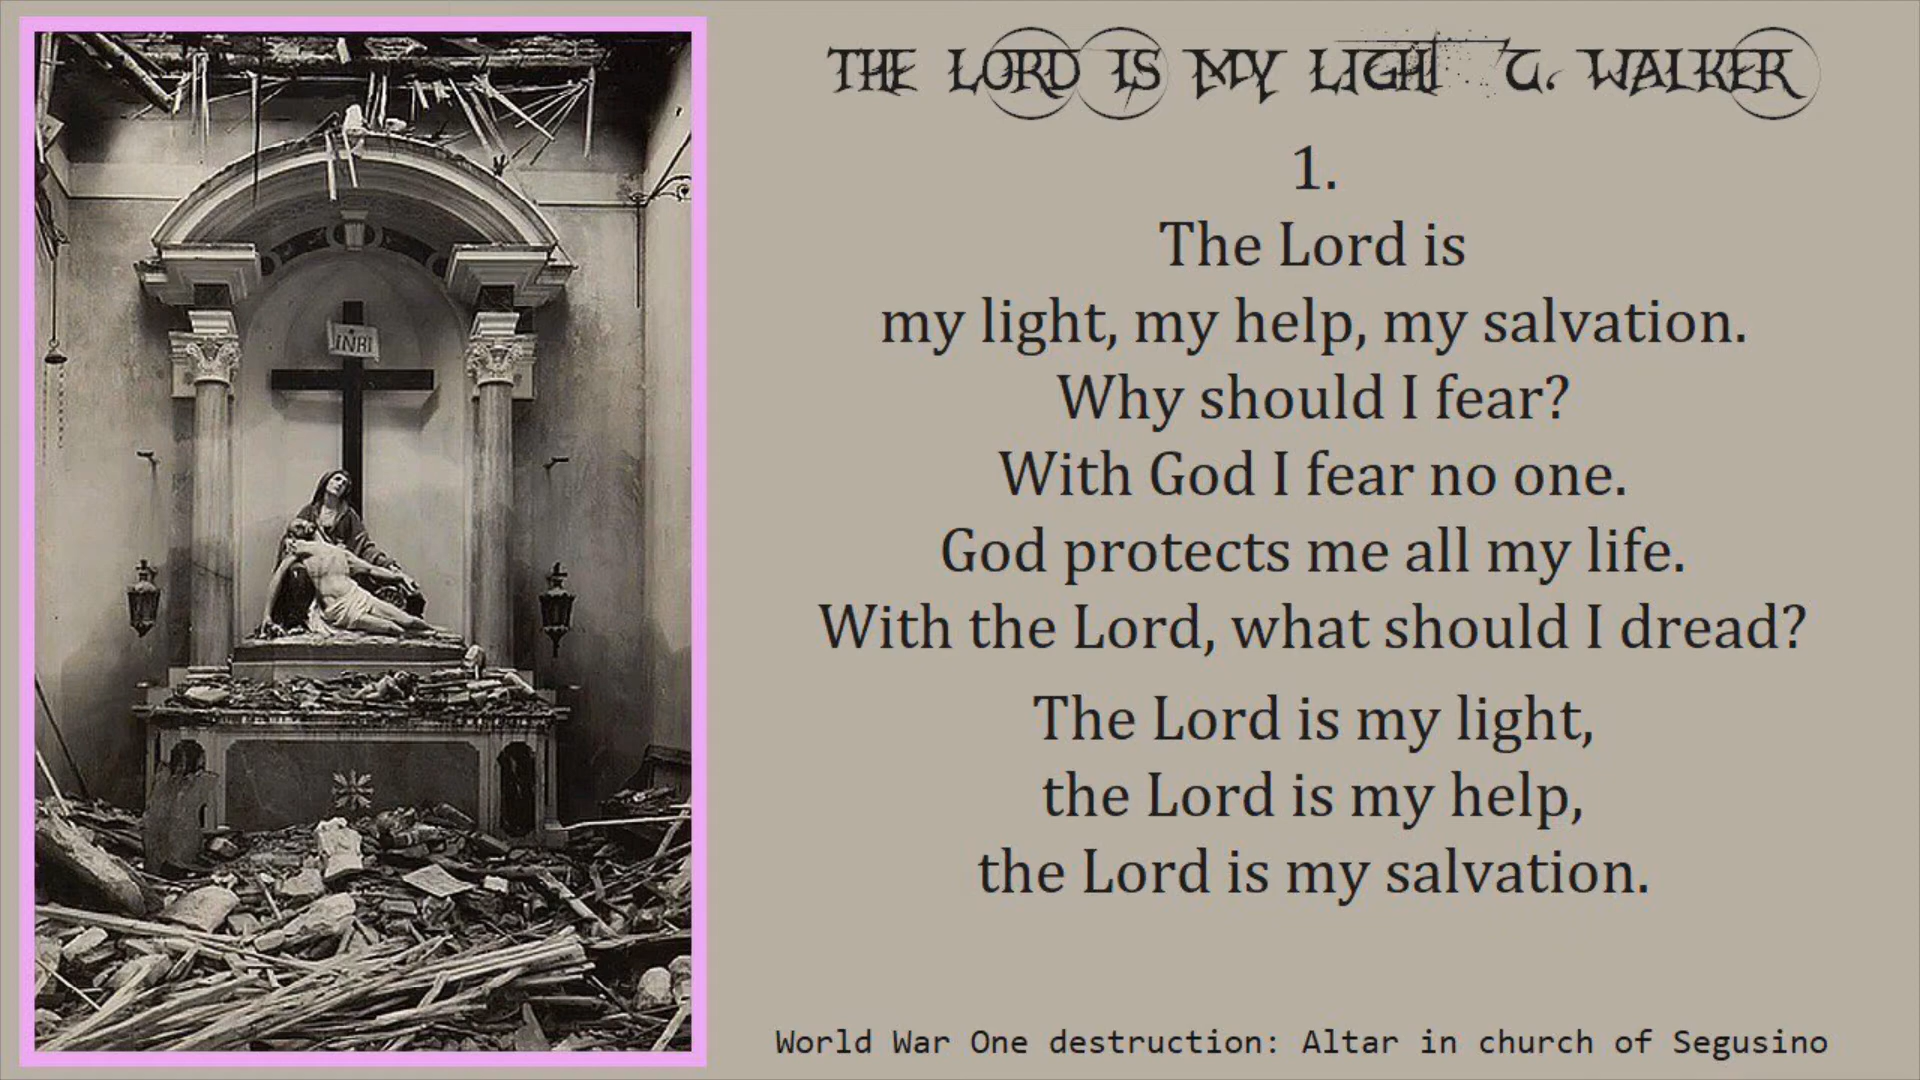 THE LORD IS MY LIGHT G. WALKER
1.
The Lord is
my light, my help, my salvation.
Why should I fear?
With God I fear no one.
God protects me all my life.
With the Lord, what should I dread?
The Lord is my light,
the Lord is my help,
the Lord is my salvation.
World War One destruction: Altar in church of Segusino
INRI